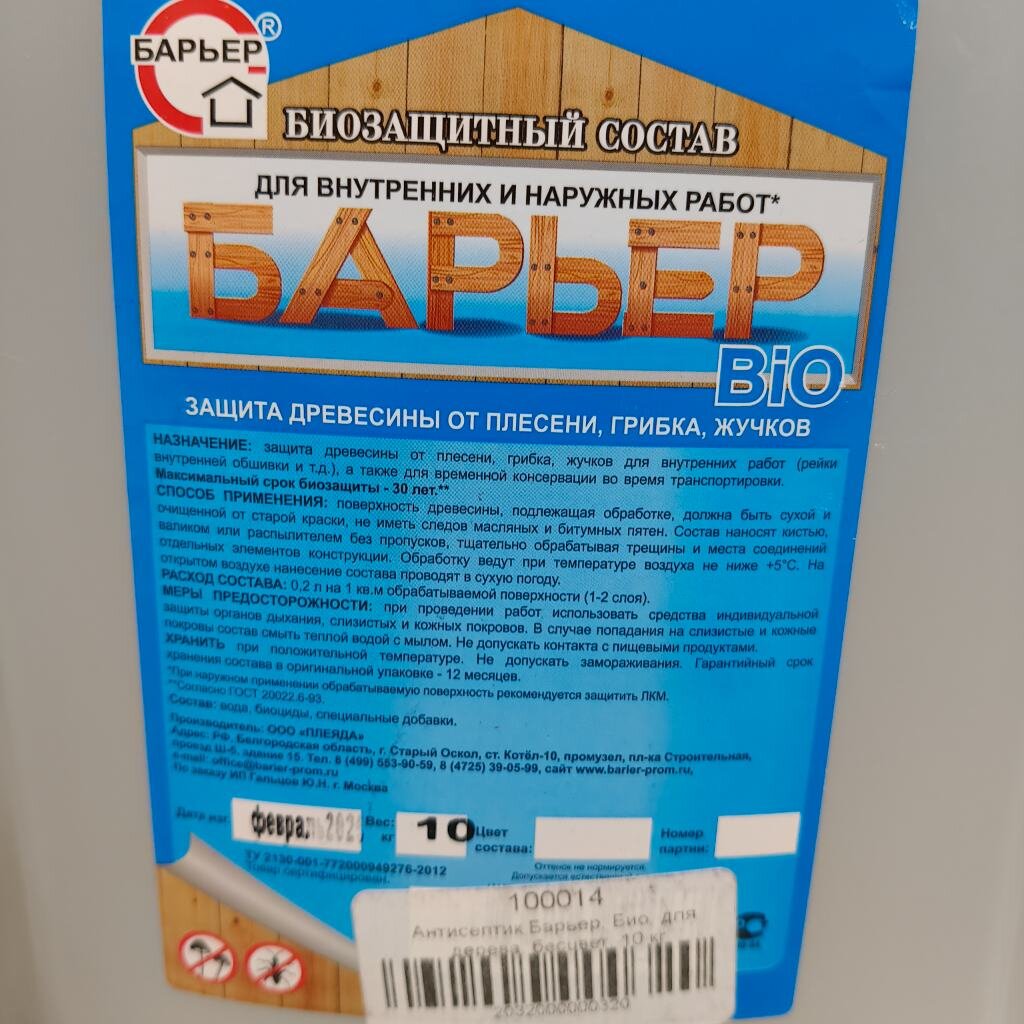 БАРЬЕР®
БИОЗАЩИТНЫЙ СОСТАВ
ДЛЯ ВНУТРЕННИХ И НАРУЖНЫХ РАБОТ*
БАРЬЕР
BiO
ЗАЩИТА ДРЕВЕСИНЫ ОТ ПЛЕСЕНИ, ГРИБКА, ЖУЧКОВ
НАЗНАЧЕНИЕ: защита древесины от плесени, грибка, жучков для внутренних работ (рейки
внутренней обшивки и т.д.), а также для временной консервации во время транспортировки.
Максимальный срок биозащиты - 30 лет.**
СПОСОБ ПРИМЕНЕНИЯ: поверхность древесины, подлежащая обработке, должна быть сухой и
очищенной от старой краски, не иметь следов масляных и битумных пятен. Состав наносят кистью,
валиком или распылителем без пропусков, тщательно обрабатывая трещины и места соединений
отдельных элементов конструкции. Обработку ведут при температуре воздуха не ниже +5°С. На
открытом воздухе нанесение состава проводят в сухую погоду.
РАСХОД СОСТАВА: 0,2 л на 1 кв.м обрабатываемой поверхности (1-2 слоя).
МЕРЫ ПРЕДОСТОРОЖНОСТИ: при проведении работ использовать средства индивидуальной
защиты органов дыхания, слизистых и кожных покровов. В случае попадания на слизистые и кожные
покровы состав смыть теплой водой с мылом. Не допускать контакта с пищевыми продуктами.
ХРАНИТЬ при положительной температуре. Не допускать замораживания. Гарантийный срок
хранения состава в оригинальной упаковке - 12 месяцев.
*При наружном применении обрабатываемую поверхность рекомендуется защитить ЛКМ.
**Согласно ГОСТ 20022.6-93.
Состав: вода, биоциды, специальные добавки.
Производитель: ООО «ПЛЕЯДА»
Адрес: РФ, Белгородская область, г. Старый Оскол, ст. Котёл-10, промузел, пл-ка Строительная,
проезд Ш-6, здание 15. Тел. 8 (499) 553-90-59, 8 (4725) 39-05-99, сайт www.barier-prom.ru,
e-mail: office@barier-prom.ru
По заказу ИП Гальцов Ю.Н. г. Москва
Дата изг. февраль Вес: кг 10 Цвет состава: Номер партии:
ТУ 2130-001-772000949276-2012
Товар сертифицирован.
Оттенок не нормируется.
Допускается
100014
Антисептик Барьер, Био, для
дерева, бесцвет, 10 кг
2032000000320